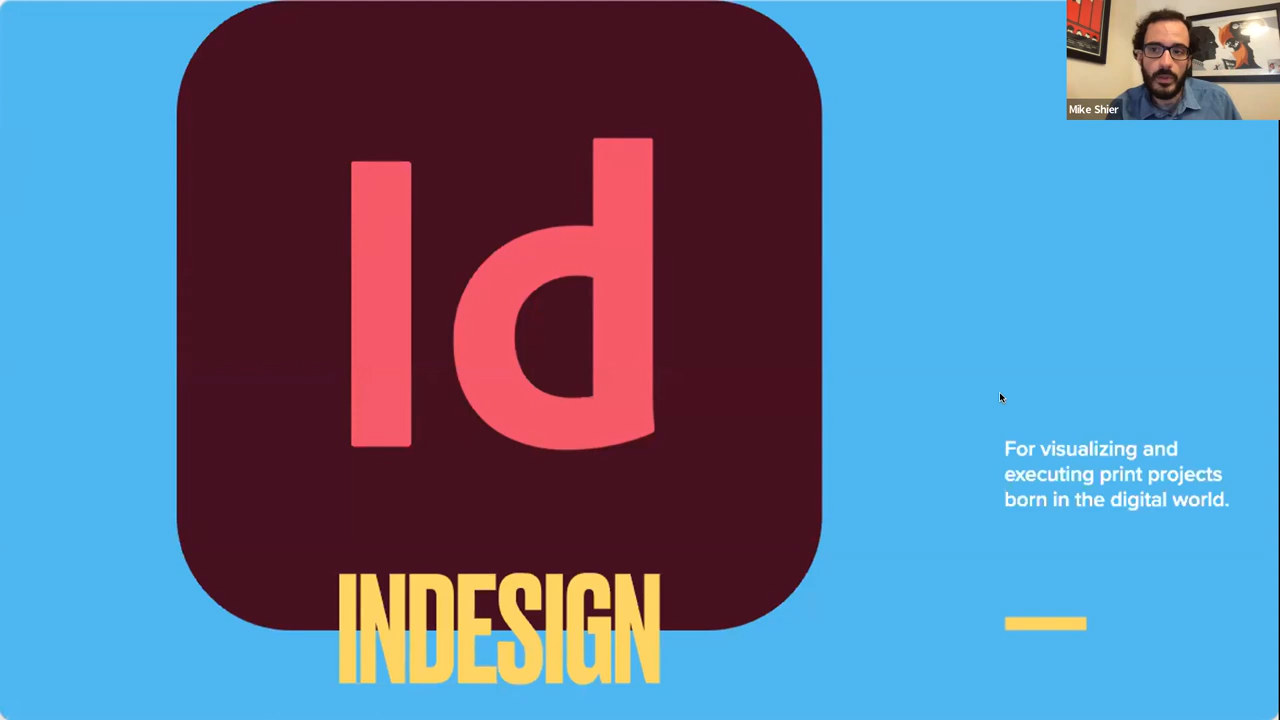 Id
INDESIGN
Mike Shier
For visualizing and
executing print projects
born in the digital world.